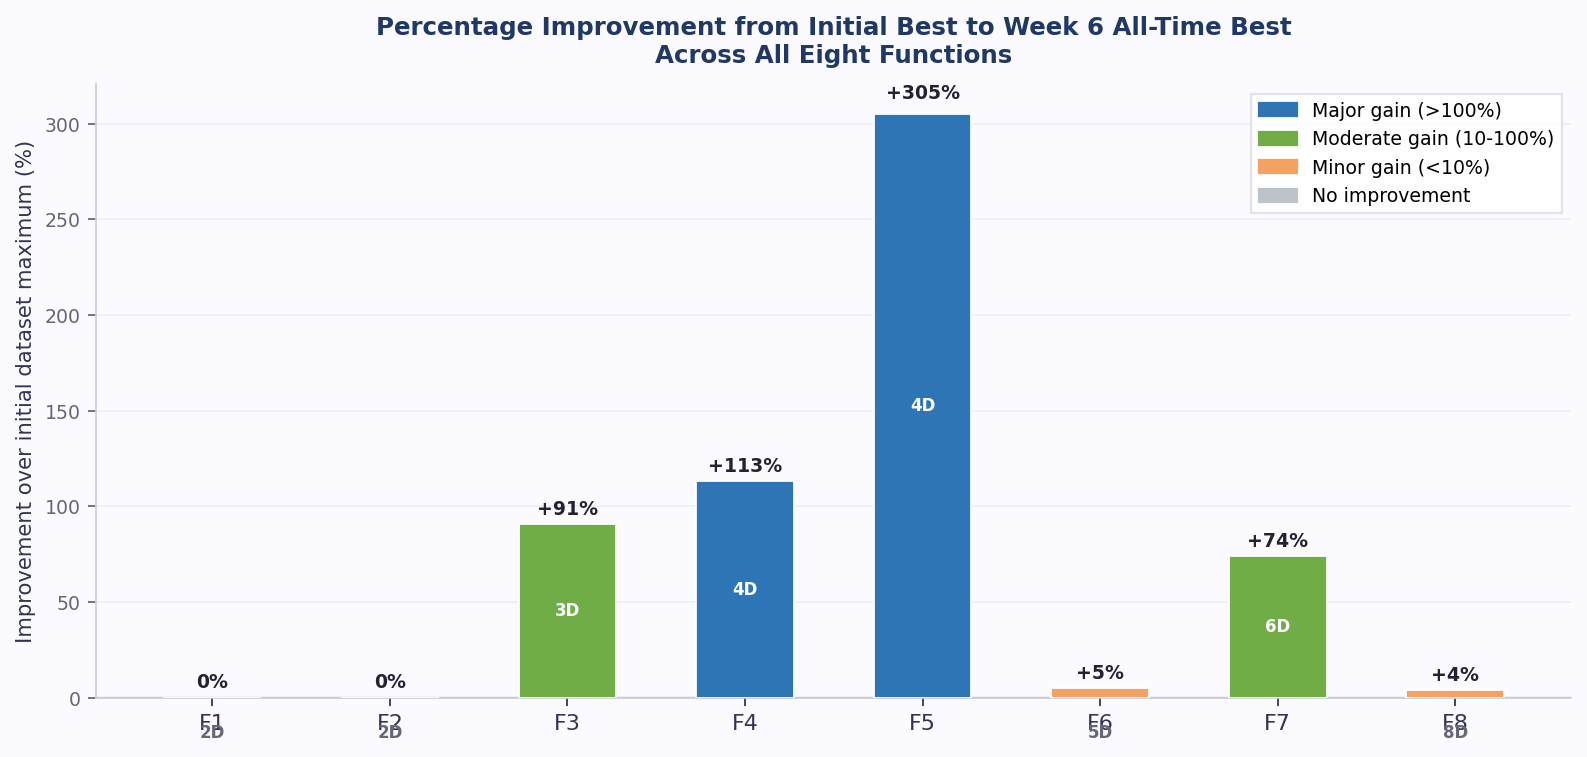 Percentage Improvement from Initial Best to Week 6 All-Time Best
Across All Eight Functions
Improvement over initial dataset maximum (%)
300
250
200
150
100
50
0
Major gain (>100%)
Moderate gain (10-100%)
Minor gain (<10%)
No improvement
0%
0%
+91%
+113%
+305%
+5%
+74%
+4%
3D
4D
4D
6D
F1
F2
F3
F4
F5
F6
F7
F8
2D
2D
5D
8D